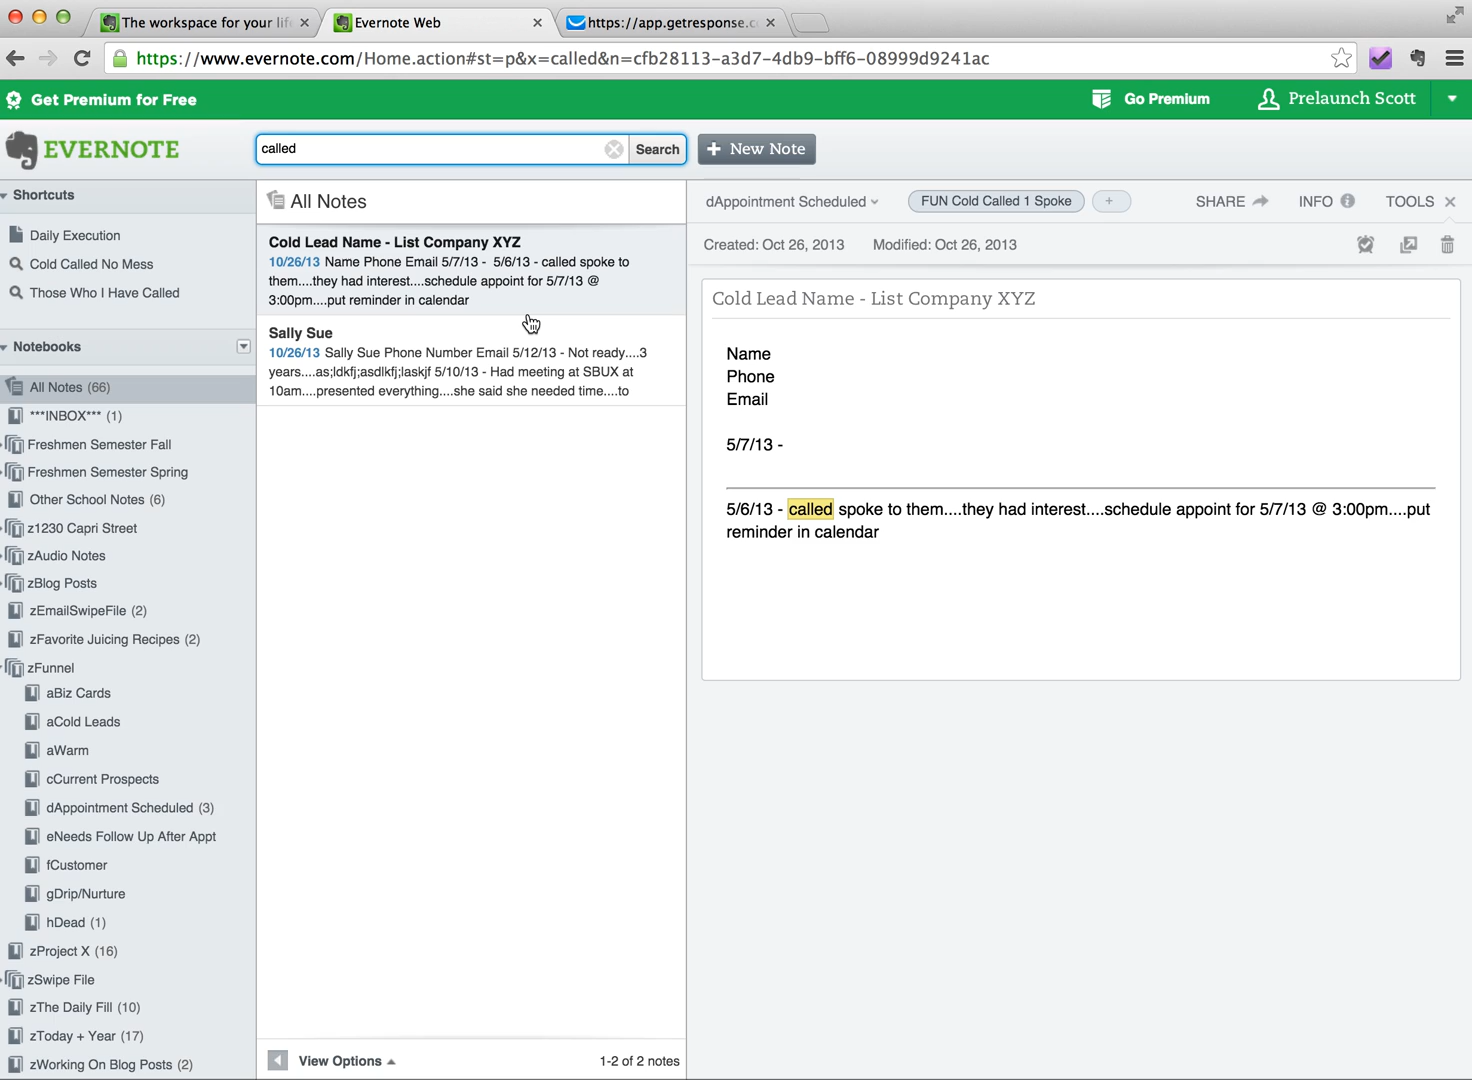 The workspace for your life
Evernote Web
https://app.getresponse.c
https://www.evernote.com/Home.action#st=p&x=called&n=cfb28113-a3d7-4db9-bff6-08999d9241ac
Get Premium for Free
Go Premium
Prelaunch Scott
EVERNOTE
called
Search
+ New Note
Shortcuts
Daily Execution
Cold Called No Mess
Those Who I Have Called
Notebooks
All Notes (66)
***INBOX*** (1)
Freshmen Semester Fall
Freshmen Semester Spring
Other School Notes (6)
z1230 Capri Street
zAudio Notes
zBlog Posts
zEmailSwipeFile (2)
zFavorite Juicing Recipes (2)
zFunnel
aBiz Cards
aCold Leads
aWarm
cCurrent Prospects
dAppointment Scheduled (3)
eNeeds Follow Up After Appt
fCustomer
gDrip/Nurture
hDead (1)
zProject X (16)
zSwipe File
zThe Daily Fill (10)
zToday + Year (17)
zWorking On Blog Posts (2)
All Notes
Cold Lead Name - List Company XYZ
10/26/13 Name Phone Email 5/7/13 - 5/6/13 - called spoke to
them....they had interest....schedule appoint for 5/7/13 @
3:00pm....put reminder in calendar
Sally Sue
10/26/13 Sally Sue Phone Number Email 5/12/13 - Not ready....3
years....as;ldkfj;asdlkfj;laskjf 5/10/13 - Had meeting at SBUX at
10am....presented everything....she said she needed time....to
View Options
1-2 of 2 notes
dAppointment Scheduled
FUN Cold Called 1 Spoke
+
SHARE
INFO
TOOLS
Created: Oct 26, 2013
Modified: Oct 26, 2013
Cold Lead Name - List Company XYZ
Name
Phone
Email
5/7/13 -
5/6/13 - called spoke to them....they had interest....schedule appoint for 5/7/13 @ 3:00pm....put
reminder in calendar